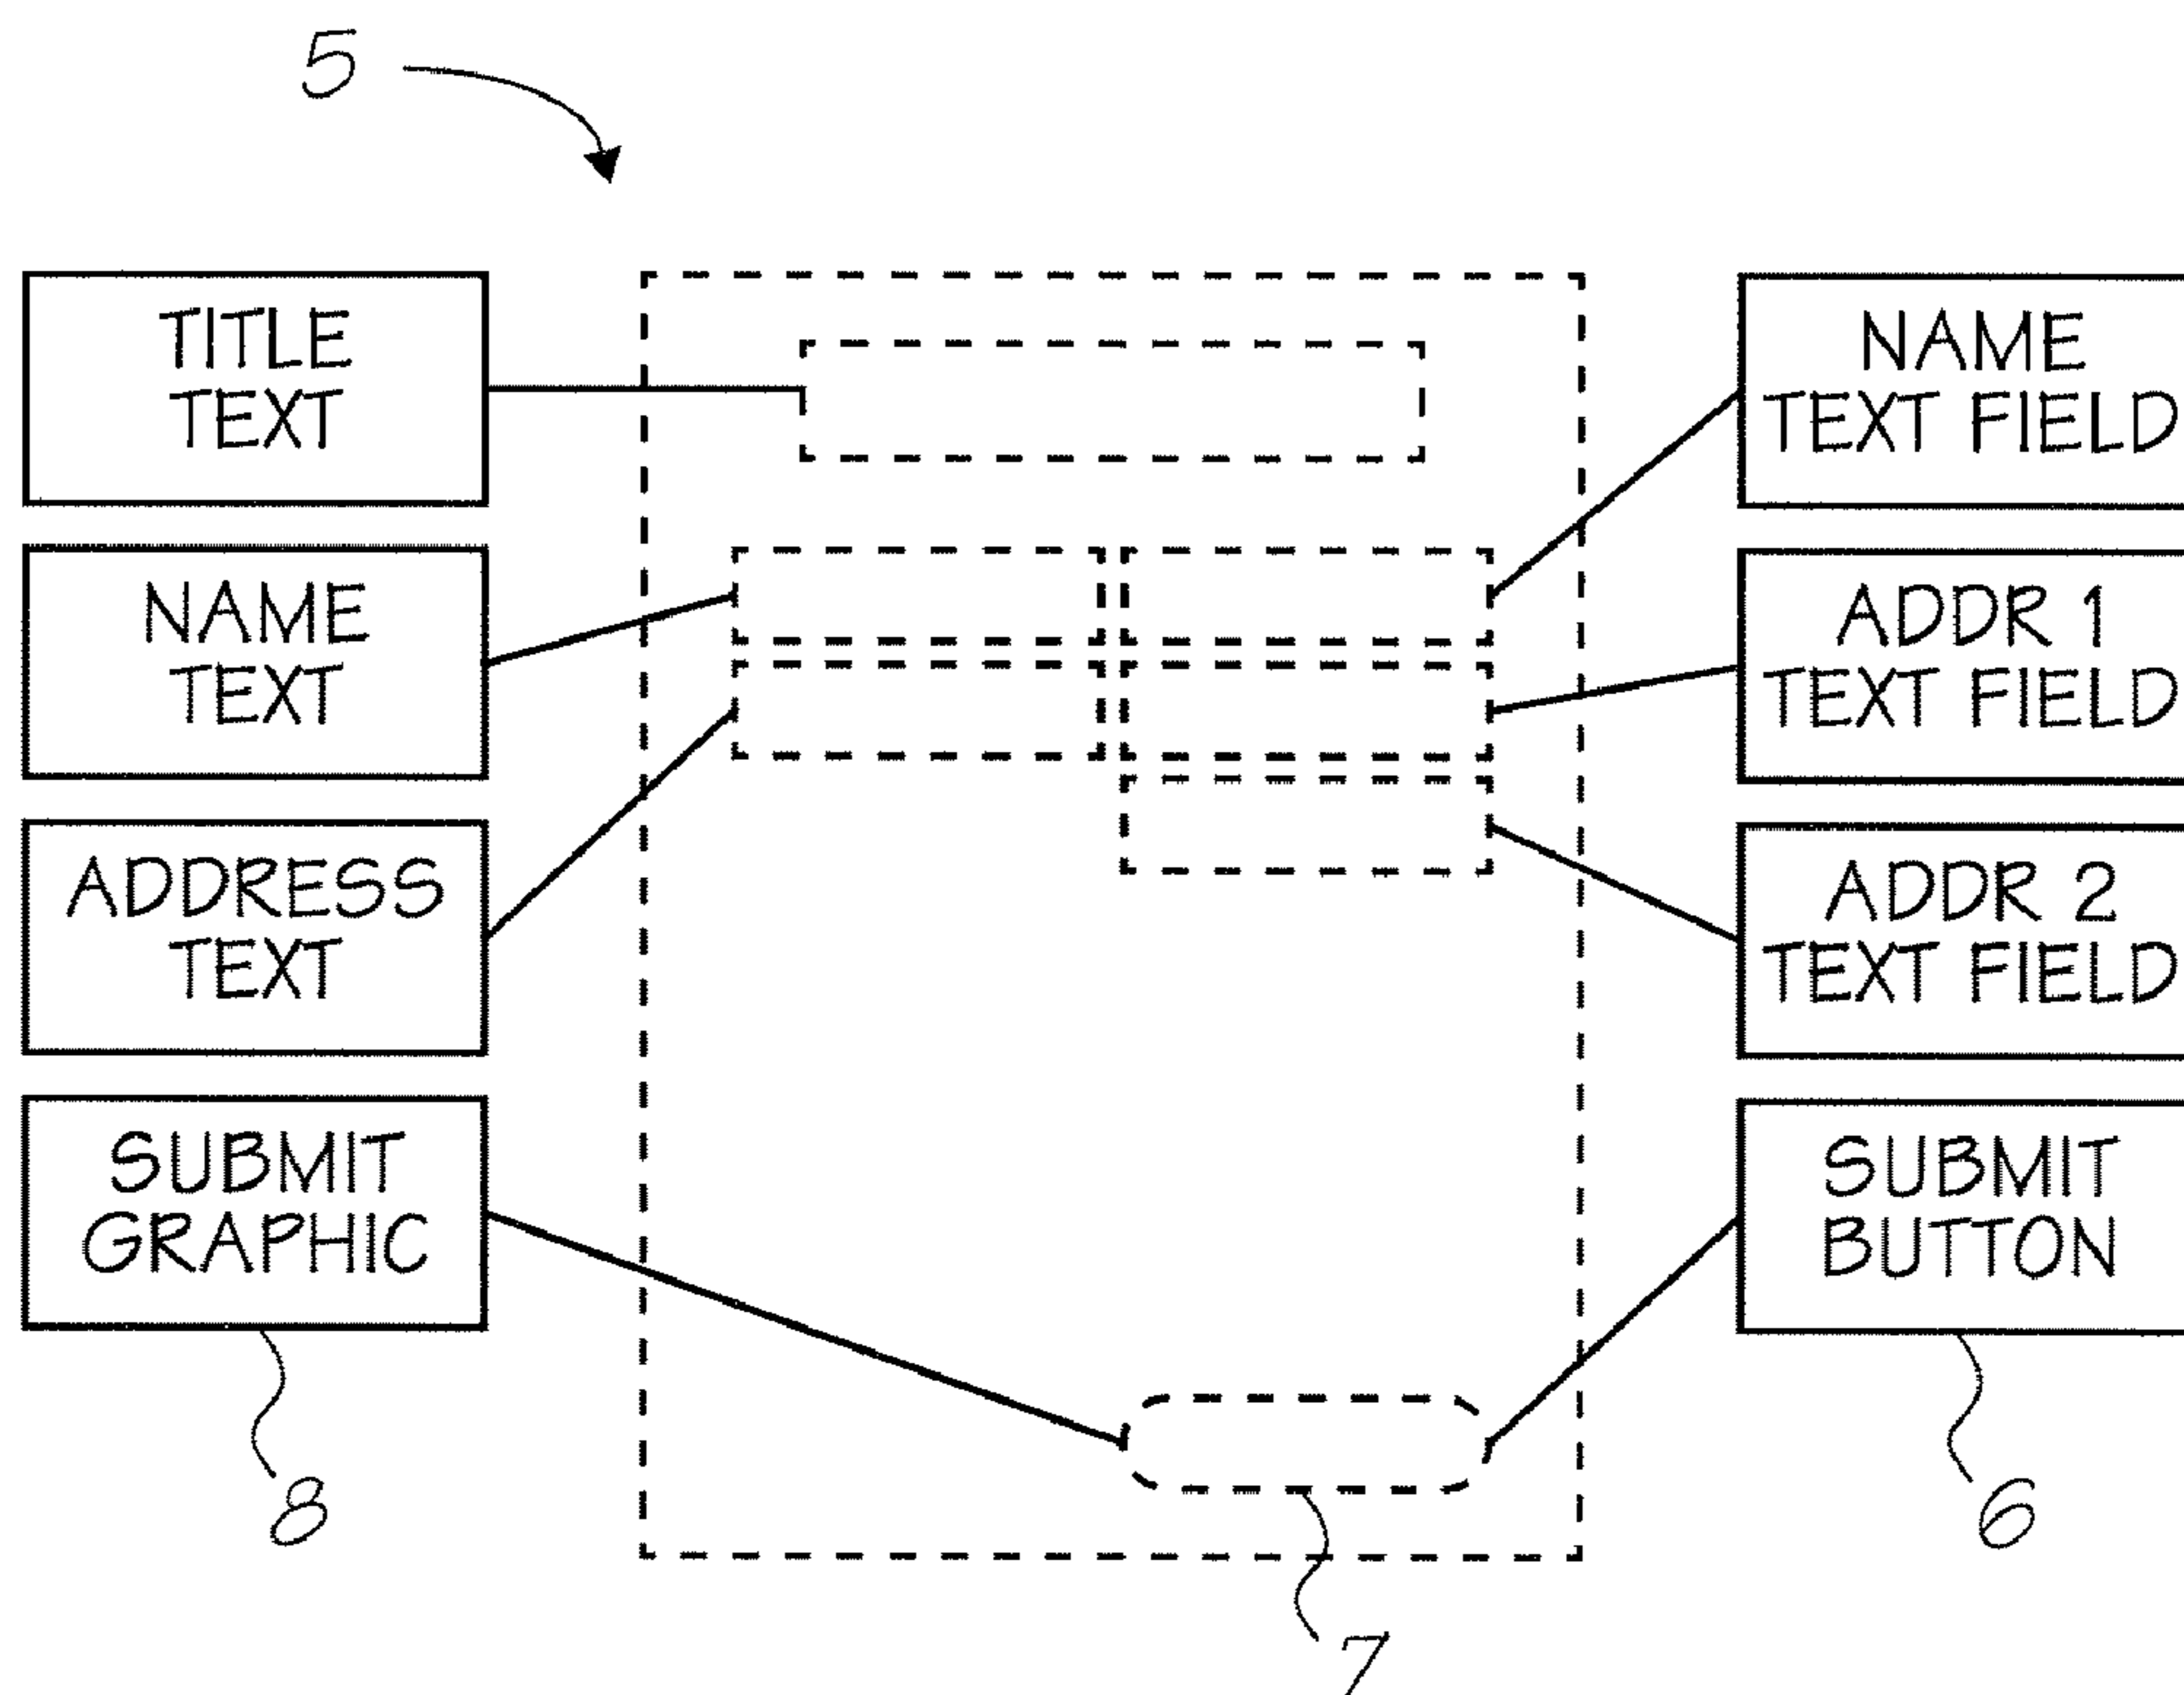 5
TITLE
TEXT
NAME
TEXT
ADDRESS
TEXT
SUBMIT
GRAPHIC
8
NAME
TEXT FIELD
ADDR 1
TEXT FIELD
ADDR 2
TEXT FIELD
SUBMIT
BUTTON
6
7